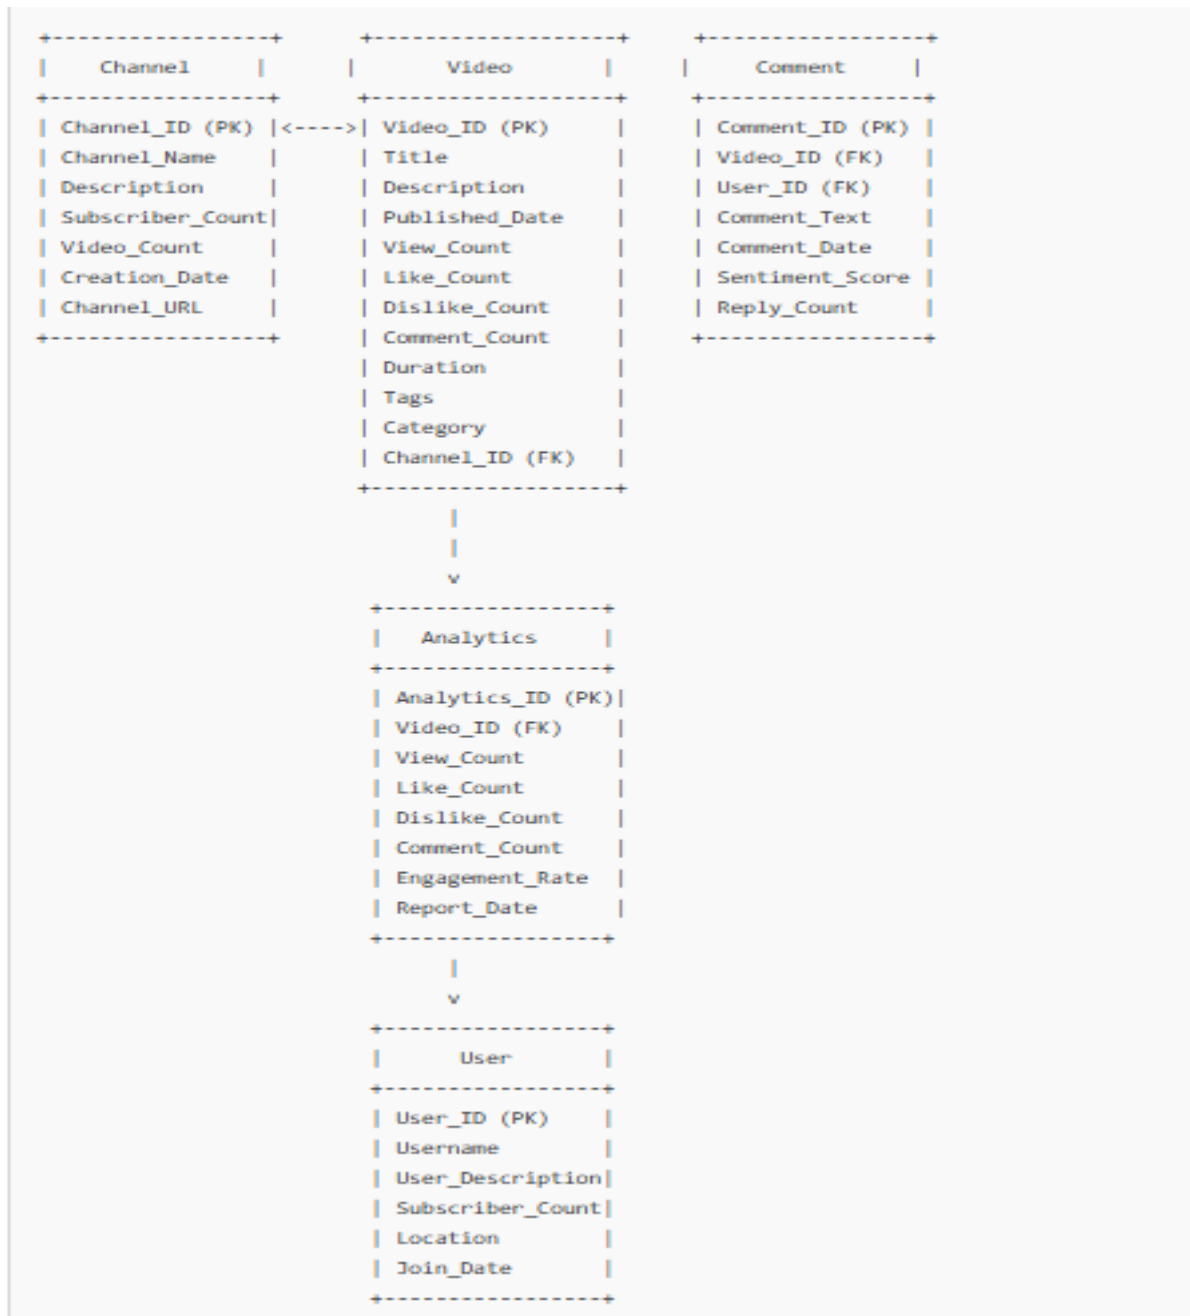 +-----------------+      +-------------------+     +-----------------+
|    Channel     |      |       Video       |     |     Comment     |
+-----------------+      +-------------------+     +-----------------+
| Channel_ID (PK) |<---->| Video_ID (PK)     |     | Comment_ID (PK) |
| Channel_Name    |      | Title             |     | Video_ID (FK)   |
| Description     |      | Description       |     | User_ID (FK)    |
| Subscriber_Count|      | Published_Date    |     | Comment_Text    |
| Video_Count     |      | View_Count        |     | Comment_Date    |
| Creation_Date   |      | Like_Count        |     | Sentiment_Score |
| Channel_URL     |      | Dislike_Count     |     | Reply_Count     |
+-----------------+      | Comment_Count     |     +-----------------+
                         | Duration          |
                         | Tags              |
                         | Category          |
                         | Channel_ID (FK)   |
                         +-------------------+
                                |
                                |
                                v
                          +-----------------+
                          |   Analytics     |
                          +-----------------+
                          | Analytics_ID (PK)|
                          | Video_ID (FK)    |
                          | View_Count       |
                          | Like_Count       |
                          | Dislike_Count    |
                          | Comment_Count    |
                          | Engagement_Rate  |
                          | Report_Date      |
                          +-----------------+
                                |
                                v
                          +-----------------+
                          |      User       |
                          +-----------------+
                          | User_ID (PK)    |
                          | Username        |
                          | User_Description|
                          | Subscriber_Count|
                          | Location        |
                          | Join_Date       |
                          +-----------------+